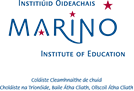 INSTITIÚID OIDEACHAIS
MARINO
INSTITUTE OF EDUCATION
Coláiste Cleamhnaithe de chuid
Choláiste na Tríonóide, Baile Átha Cliath, Ollscoil Átha Cliath